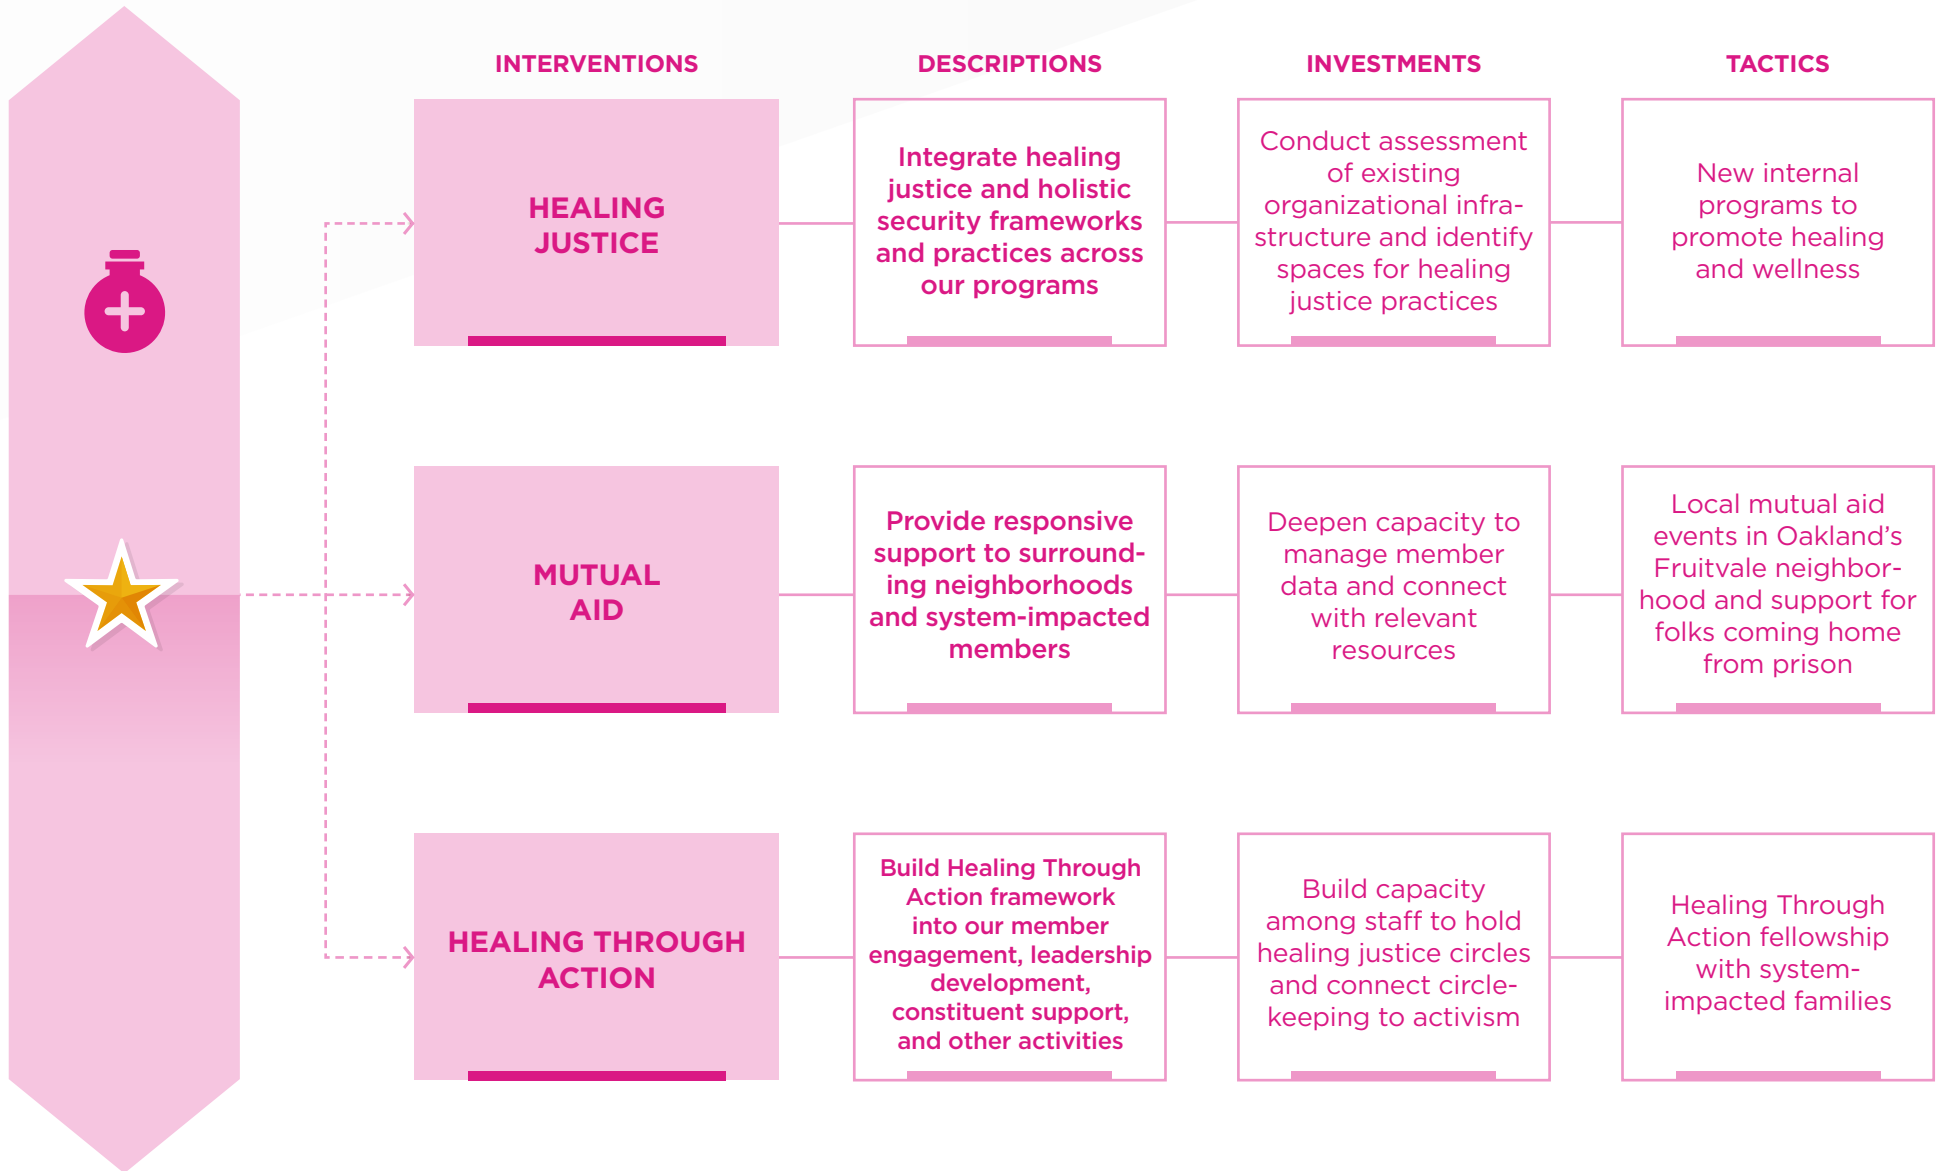 INTERVENTIONS
DESCRIPTIONS
INVESTMENTS
TACTICS
HEALING
JUSTICE
Integrate healing
justice and holistic
security frameworks
and practices across
our programs
Conduct assessment
of existing
organizational infra-
structure and identify
spaces for healing
justice practices
New internal
programs to
promote healing
and wellness
MUTUAL
AID
Provide responsive
support to surround-
ing neighborhoods
and system-impacted
members
Deepen capacity to
manage member
data and connect
with relevant
resources
Local mutual aid
events in Oakland’s
Fruitvale neighbor-
hood and support for
folks coming home
from prison
HEALING THROUGH
ACTION
Build Healing Through
Action framework
into our member
engagement, leadership
development,
constituent support,
and other activities
Build capacity
among staff to hold
healing justice circles
and connect circle-
keeping to activism
Healing Through
Action fellowship
with system-
impacted families